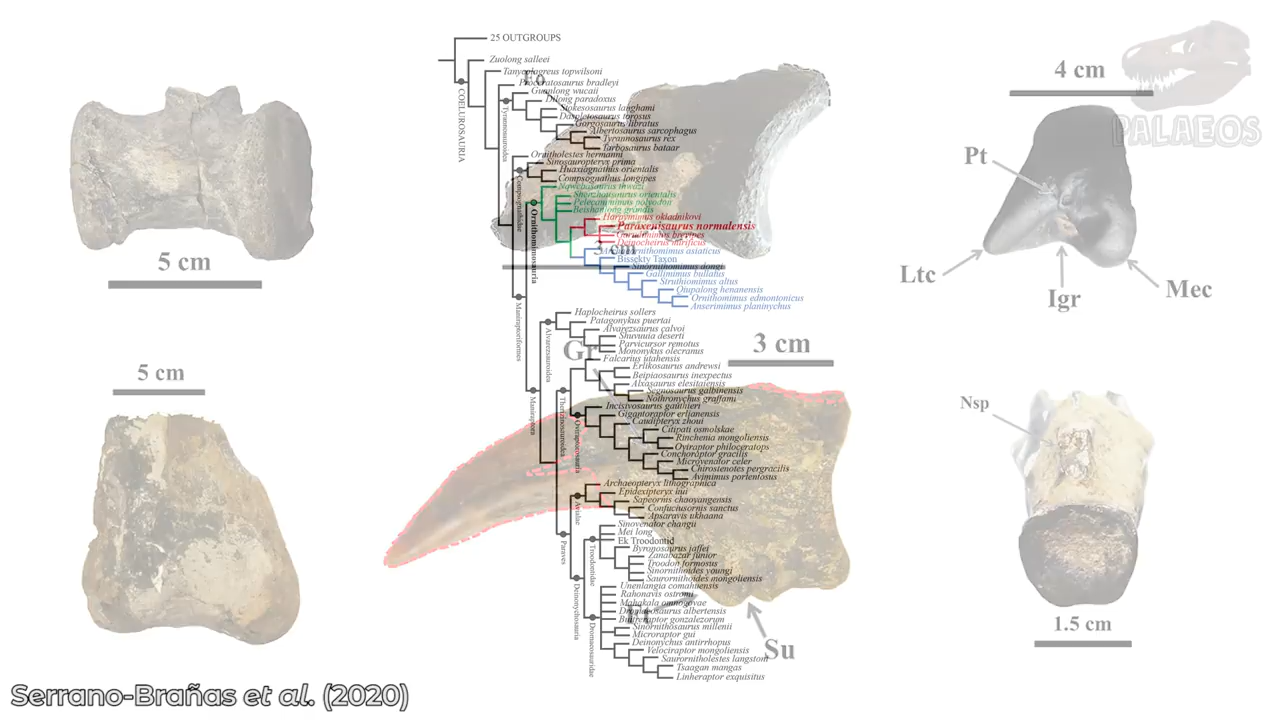 25 OUTGROUPS
Zuolong salleei
Tanycolagreus topwilsoni
Proceratosaurus bradleyi
Guanlong wucaii
Dilong paradoxus
Stokesosaurus langhami
Daspletosaurus torosus
Gorgosaurus libratus
Albertosaurus sarcophagus
Tyrannosaurus rex
Tarbosaurus bataar
Ornitholestes hermanni
Sinosauropteryx prima
Huaxiagnathus orientalis
Compsognathus longipes
Nqwebasaurus thwazi
Shenzhousaurus orientalis
Pelecanimimus polyodon
Beishanlong grandis
Harpymimus okladnikovi
Paraxenisaurus normalensis
Garudimimus brevipes
Deinocheirus mirificus
asiaticus
Bissekty Taxon
Sinornithomimus dongi
Gallimimus bullatus
Struthiomimus altus
Qiupalong henanensis
Ornithomimus edmontonicus
Anserimimus planinychus
Haplocheirus sollers
Patagonykus puertai
Alvarezsaurus calvoi
Shuvuuia deserti
Parvicursor remotus
Mononykus olecranus
Falcarius utahensis
Erlikosaurus andrewsi
Beipiaosaurus inexpectus
Alxasaurus elesitaiensis
Segnosaurus galbinensis
Nothronychus graffami
Incisivosaurus gauthieri
Gigantoraptor erlianensis
Caudipteryx zhoui
Citipati osmolskae
Rinchenia mongoliensis
Oviraptor philoceratops
Conchoraptor gracilis
Microvenator celer
Chirostenotes pergracilis
Avimimus portentosus
Archaeopteryx lithographica
Epidexipteryx hui
Sapeornis chaoyangensis
Confuciusornis sanctus
Apsaravis ukhaana
Sinovenator changii
Mei long
Ek Troodontid
Byronosaurus jaffei
Zanabazar junior
Troodon formosus
Sinornithoides youngi
Saurornithoides mongoliensis
Unenlangia comahuensis
Rahonavis ostromi
Mahakala omnogovae
albertensis
Buitreraptor gonzalezorum
Sinornithosaurus millenii
Microraptor gui
Deinonychus antirrhopus
Velociraptor mongoliensis
Saurornitholestes langstoni
Tsaagan mangas
Linheraptor exquisitus
COELUROSAURIA
Tyrannosauroidea
Compsognathidae
Ornithomimosauria
Maniraptoriformes
Alvarezsauroidea
Maniraptora
Therizinosauroidea
Oviraptorosauria
Avialae
Paraves
Troodontidae
Deinonychosauria
Dromaeosauridae
Fo
5 cm
5 cm
3 cm
Gr
3 cm
Su
4 cm
Pt
Ltc
Igr
Mec
Nsp
1.5 cm
PALAEOS
Serrano-Brañas et al. (2020)